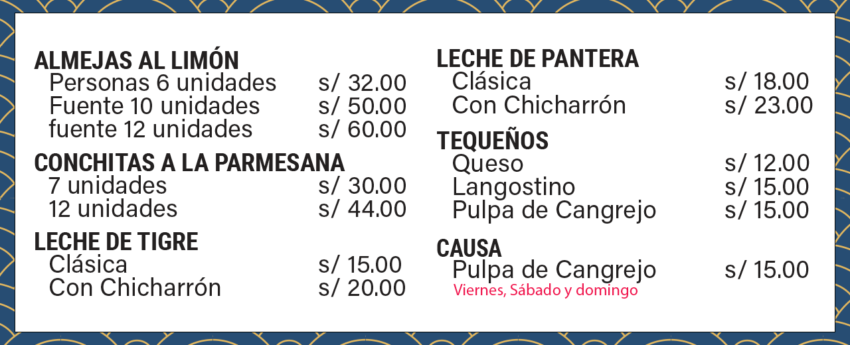 ALMEJAS AL LIMÓN
Personas 6 unidades s/ 32.00
Fuente 10 unidades s/ 50.00
fuente 12 unidades s/ 60.00
CONCHITAS A LA PARMESANA
7 unidades s/ 30.00
12 unidades s/ 44.00
LECHE DE TIGRE
Clásica s/ 15.00
Con Chicharrón s/ 20.00
LECHE DE PANTERA
Clásica s/ 18.00
Con Chicharrón s/ 23.00
TEQUEÑOS
Queso s/ 12.00
Langostino s/ 15.00
Pulpa de Cangrejo s/ 15.00
CAUSA
Pulpa de Cangrejo s/ 15.00
Viernes, Sábado y domingo